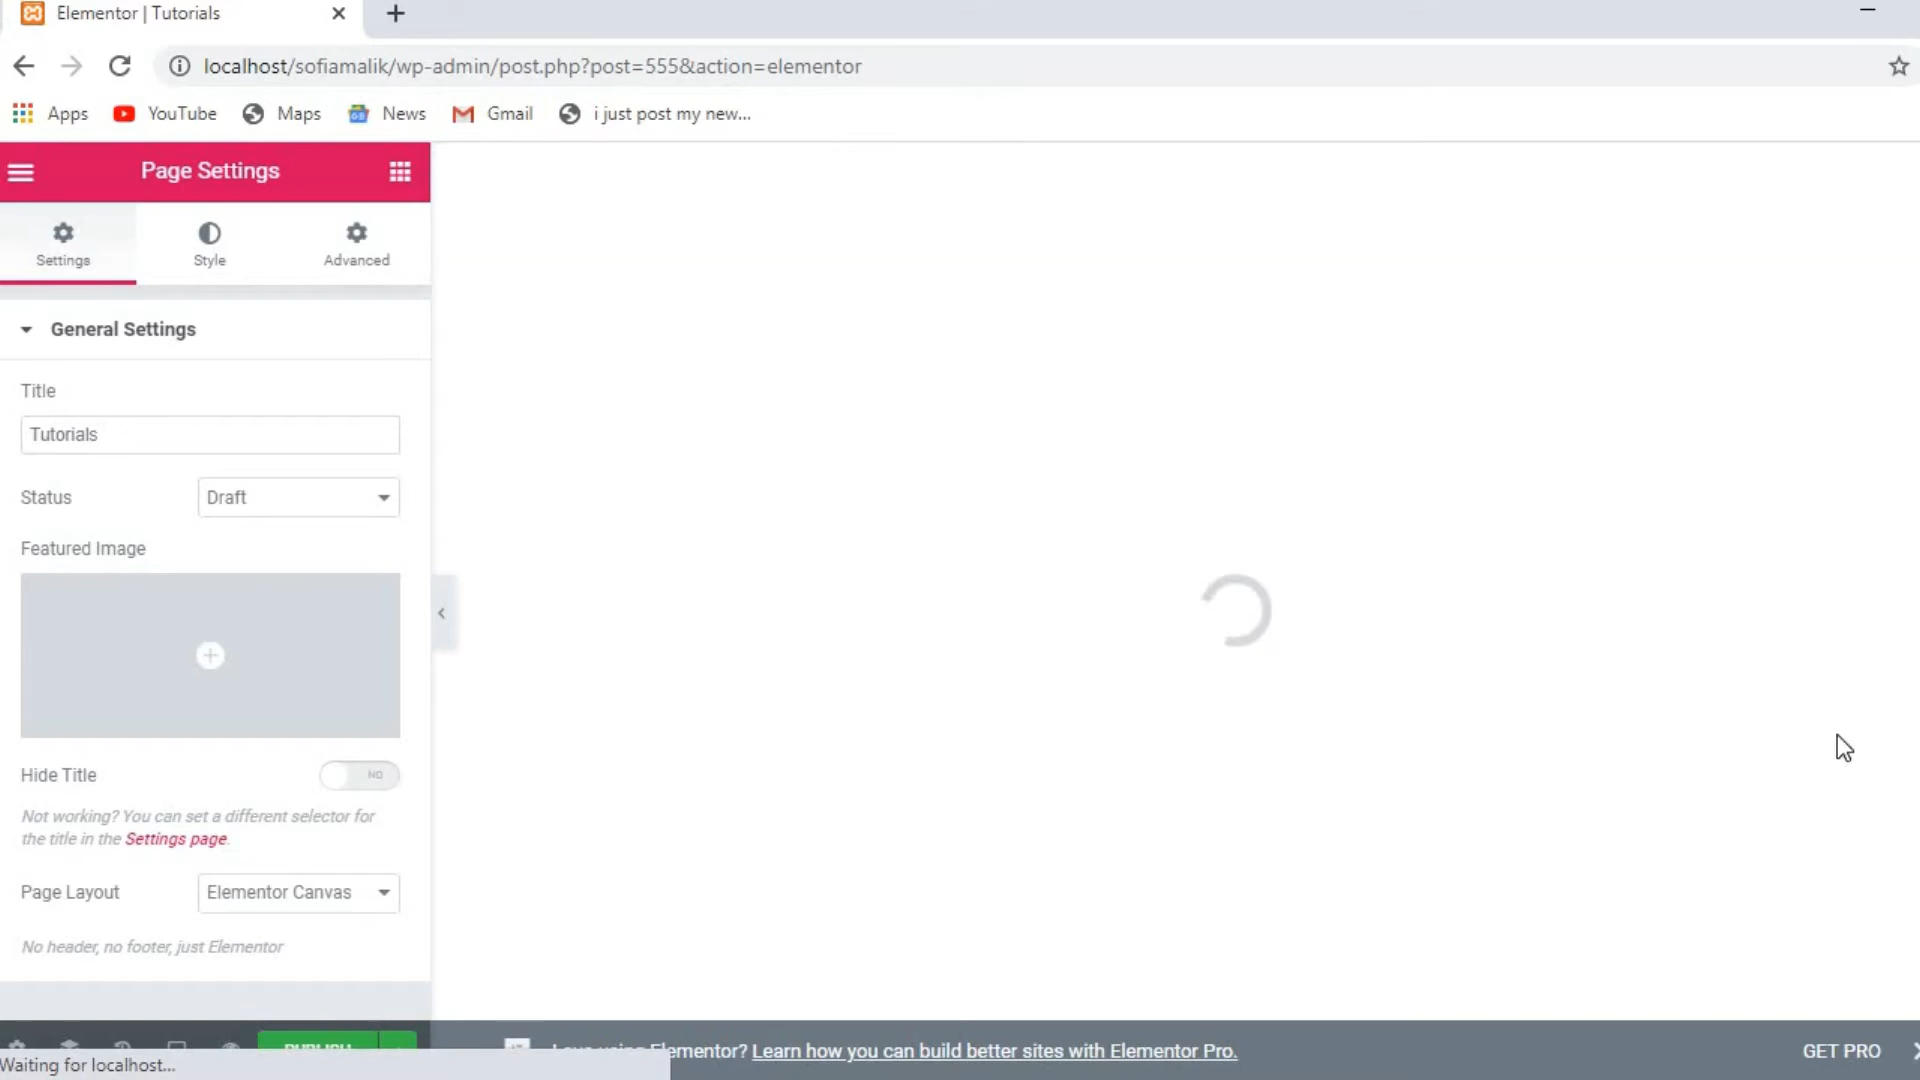 Elementor | Tutorials
localhost/sofiamalik/wp-admin/post.php?post=555&action=elementor
Apps YouTube Maps News Gmail i just post my new...
Page Settings
Settings Style Advanced
General Settings
Title
Tutorials
Status Draft
Featured Image
Hide Title NO
Not working? You can set a different selector for
the title in the Settings page.
Page Layout Elementor Canvas
No header, no footer, just Elementor
PUBLISH
Love using Elementor? Learn how you can build better sites with Elementor Pro. GET PRO
Waiting for localhost...